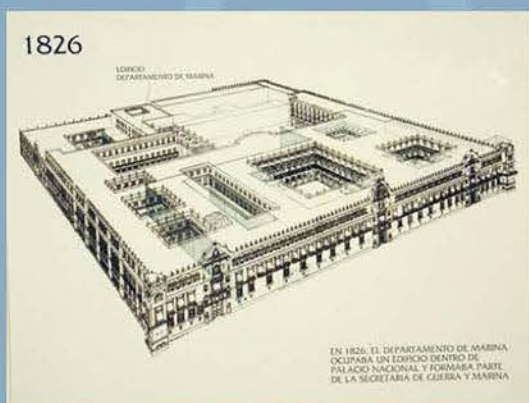 1826
EDIFICIO
DEPARTAMENTO DE MARINA
EN 1826, EL DEPARTAMENTO DE MARINA
OCUPABA UN EDIFICIO DENTRO DE
PALACIO NACIONAL Y FORMABA PARTE
DE LA SECRETARIA DE GUERRA Y MARINA